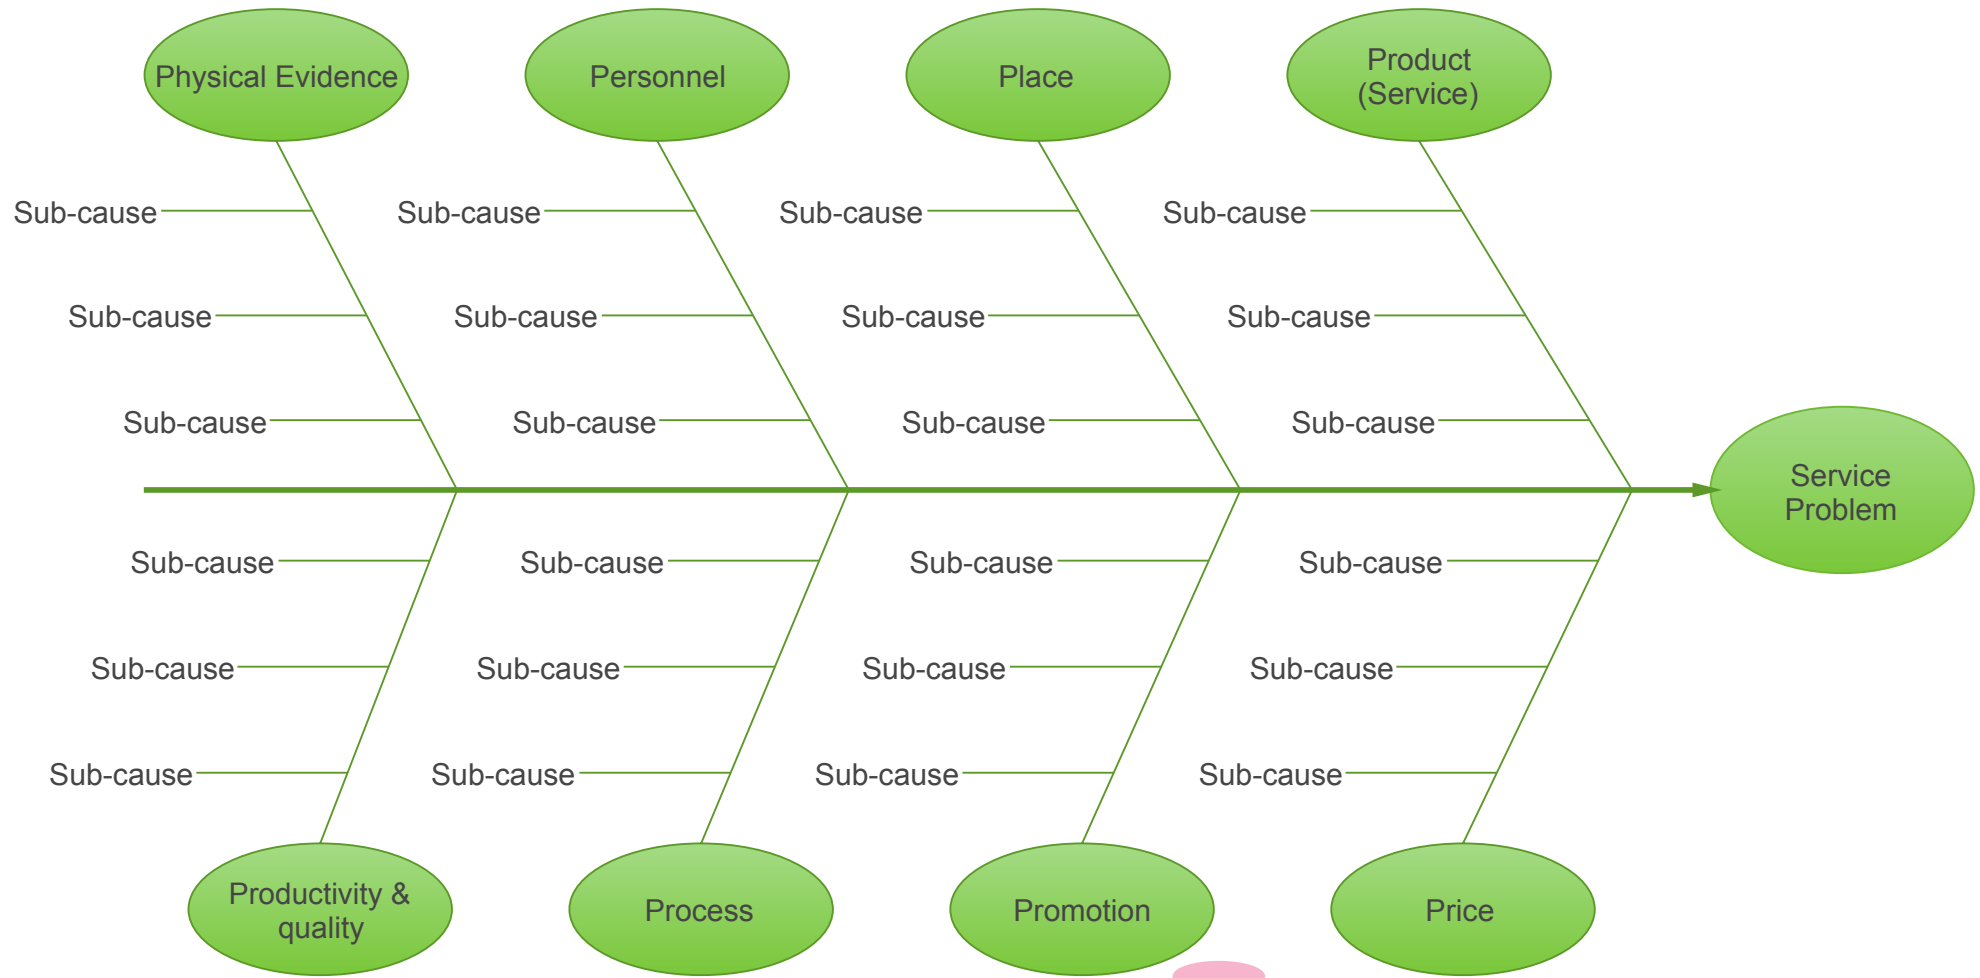 Physical Evidence
Personnel
Place
Product
(Service)
Sub-cause
Sub-cause
Sub-cause
Sub-cause
Sub-cause
Sub-cause
Sub-cause
Sub-cause
Sub-cause
Sub-cause
Sub-cause
Sub-cause
Service
Problem
Sub-cause
Sub-cause
Sub-cause
Sub-cause
Sub-cause
Sub-cause
Sub-cause
Sub-cause
Sub-cause
Sub-cause
Sub-cause
Sub-cause
Productivity &
quality
Process
Promotion
Price